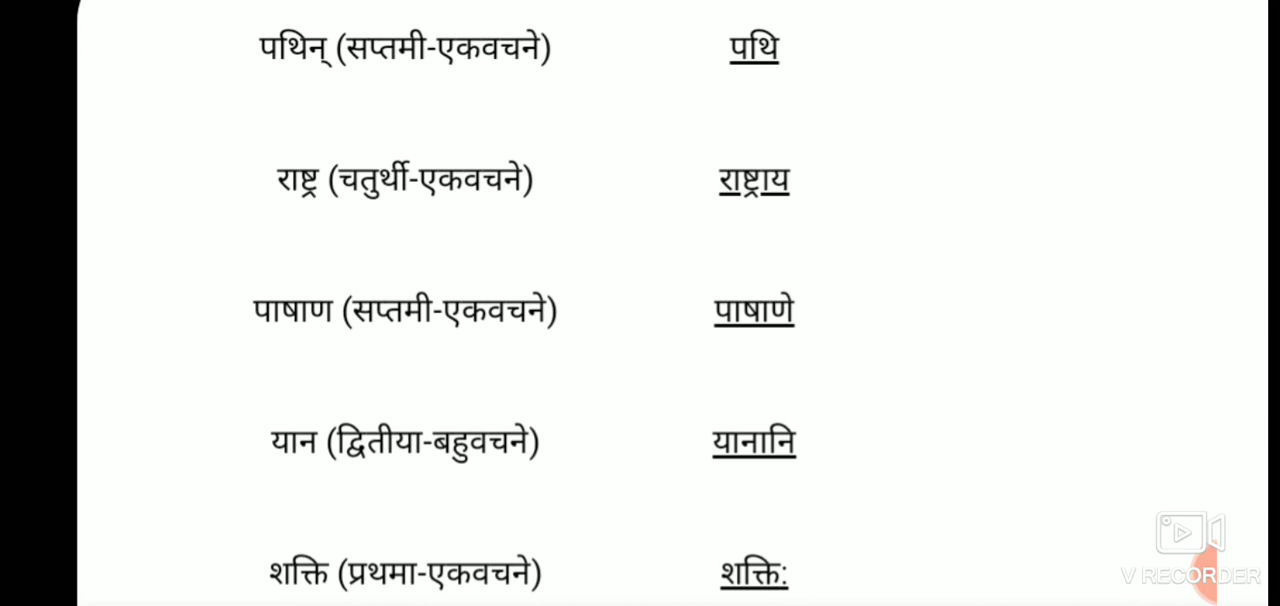 पथिन् (सप्तमी-एकवचने) पथि
राष्ट्र (चतुर्थी-एकवचने) राष्ट्राय
पाषाण (सप्तमी-एकवचने) पाषाणे
यान (द्वितीया-बहुवचने) यानानि
शक्ति (प्रथमा-एकवचने) शक्ति:
V RECORDER